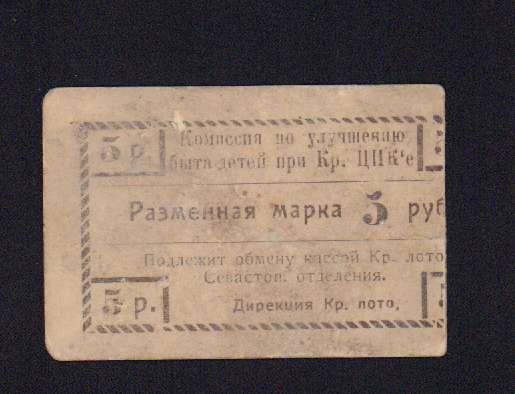 5 р.
Комиссия по улучшению
быта детей при Кр. ЦИК'е
Разменная марка 5 руб
Подлежит обмену кассой Кр. лото
Севастоп. отделения.
5 р.
Дирекция Кр. лото.